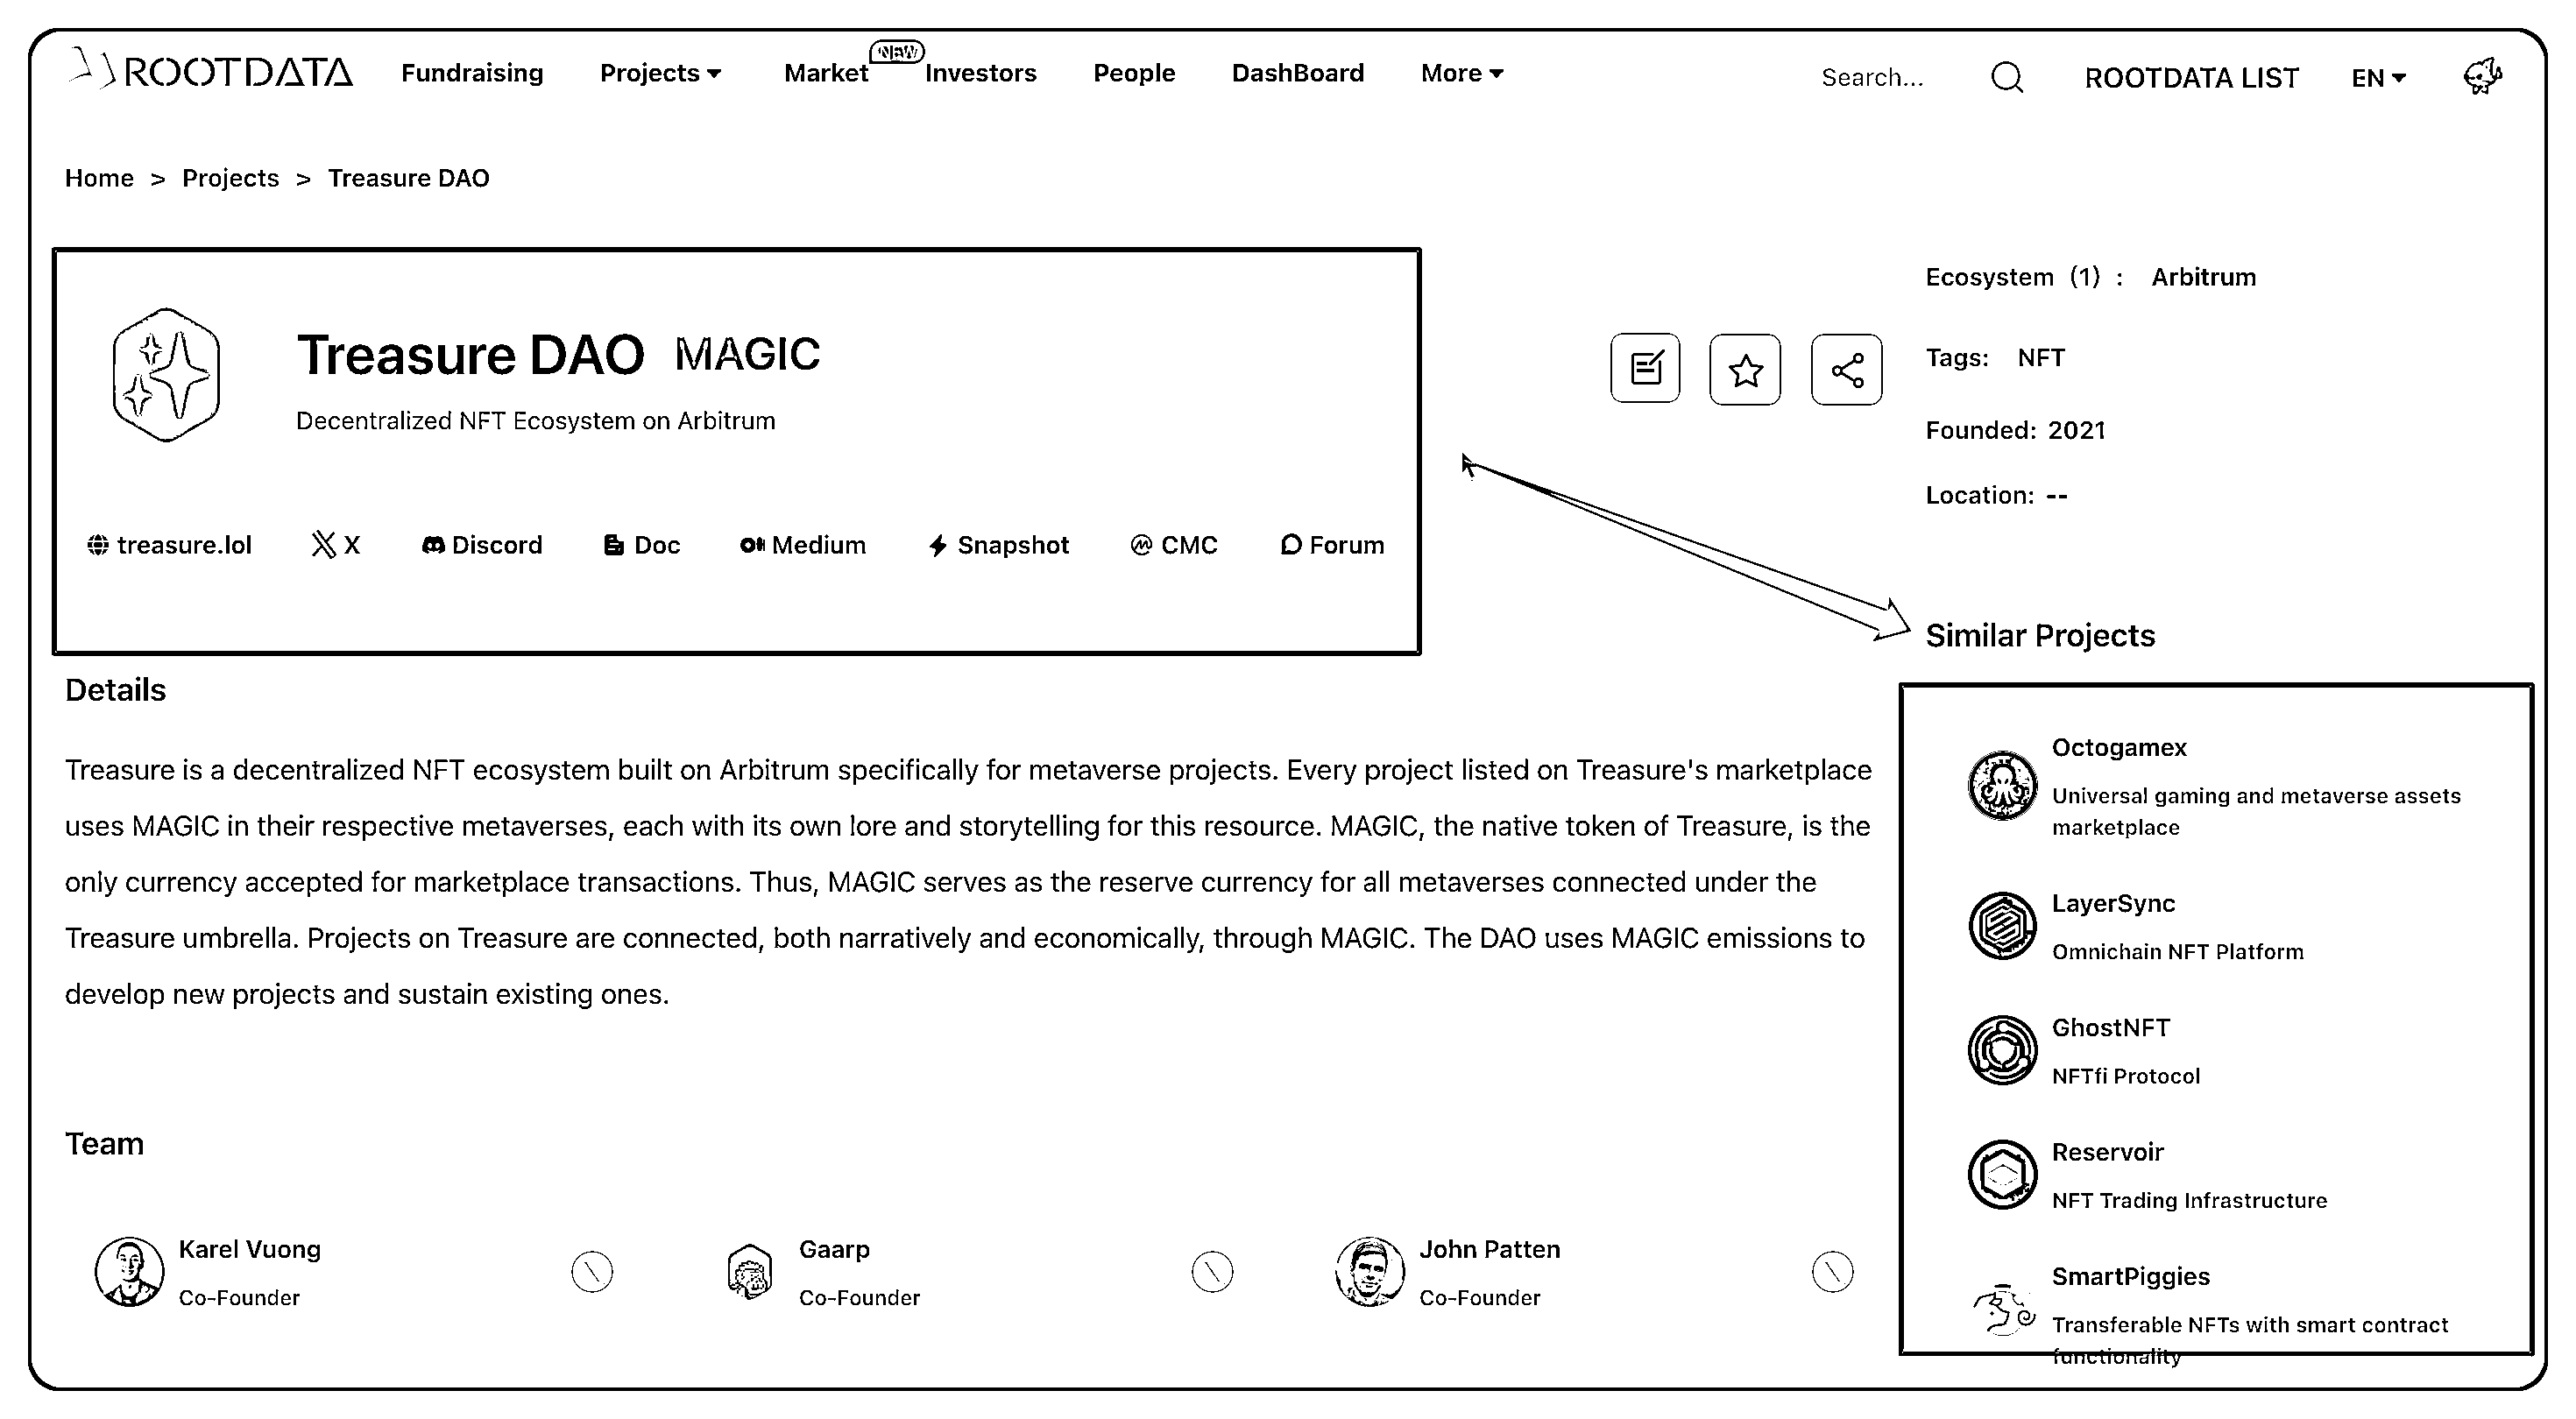 ROOTDATA
Fundraising
Projects
Market
NEW
Investors
People
DashBoard
More
Search...
ROOTDATA LIST
EN
Home > Projects > Treasure DAO
Treasure DAO MAGIC
Decentralized NFT Ecosystem on Arbitrum
treasure.lol
X
Discord
Doc
Medium
Snapshot
CMC
Forum
Ecosystem (1) : Arbitrum
Tags: NFT
Founded: 2021
Location: --
Details
Treasure is a decentralized NFT ecosystem built on Arbitrum specifically for metaverse projects. Every project listed on Treasure's marketplace
uses MAGIC in their respective metaverses, each with its own lore and storytelling for this resource. MAGIC, the native token of Treasure, is the
only currency accepted for marketplace transactions. Thus, MAGIC serves as the reserve currency for all metaverses connected under the
Treasure umbrella. Projects on Treasure are connected, both narratively and economically, through MAGIC. The DAO uses MAGIC emissions to
develop new projects and sustain existing ones.
Team
Karel Vuong
Co-Founder
Gaarp
Co-Founder
John Patten
Co-Founder
Similar Projects
Octogamex
Universal gaming and metaverse assets
marketplace
LayerSync
Omnichain NFT Platform
GhostNFT
NFTfi Protocol
Reservoir
NFT Trading Infrastructure
SmartPiggies
Transferable NFTs with smart contract
functionality